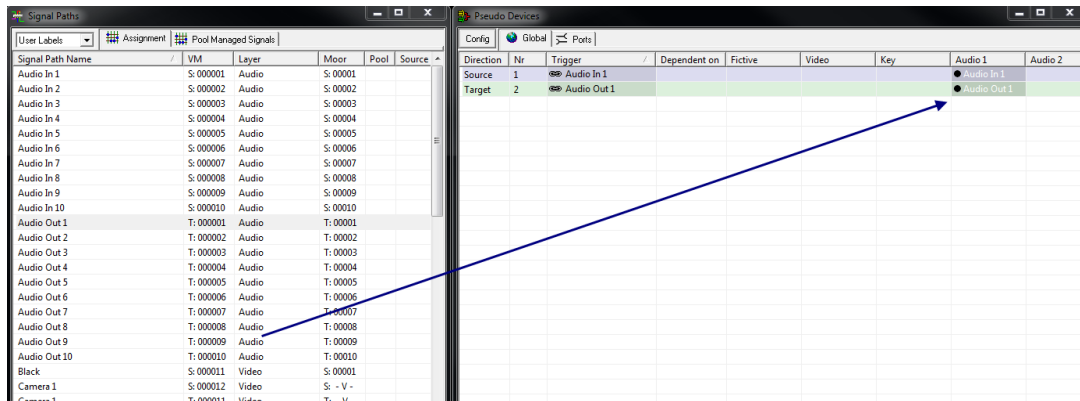 Signal Paths
User Labels Assignment Pool Managed Signals
Signal Path Name VM Layer Moor Pool Source
Audio In 1 S: 000001 Audio S: 00001
Audio In 2 S: 000002 Audio S: 00002
Audio In 3 S: 000003 Audio S: 00003
Audio In 4 S: 000004 Audio S: 00004
Audio In 5 S: 000005 Audio S: 00005
Audio In 6 S: 000006 Audio S: 00006
Audio In 7 S: 000007 Audio S: 00007
Audio In 8 S: 000008 Audio S: 00008
Audio In 9 S: 000009 Audio S: 00009
Audio In 10 S: 000010 Audio S: 00010
Audio Out 1 T: 000001 Audio T: 00001
Audio Out 2 T: 000002 Audio T: 00002
Audio Out 3 T: 000003 Audio T: 00003
Audio Out 4 T: 000004 Audio T: 00004
Audio Out 5 T: 000005 Audio T: 00005
Audio Out 6 T: 000006 Audio T: 00006
Audio Out 7 T: 000007 Audio T: 00007
Audio Out 8 T: 000008 Audio T: 00008
Audio Out 9 T: 000009 Audio T: 00009
Audio Out 10 T: 000010 Audio T: 00010
Black S: 000011 Video S: 00001
Camera 1 S: 000012 Video S: - V -
Camera 1 T: 000011 Video T: V
Pseudo Devices
Config Global Ports
Direction Nr Trigger Dependent on Fictive Video Key Audio 1 Audio 2
Source 1 Audio In 1 Audio In 1
Target 2 Audio Out 1 Audio Out 1